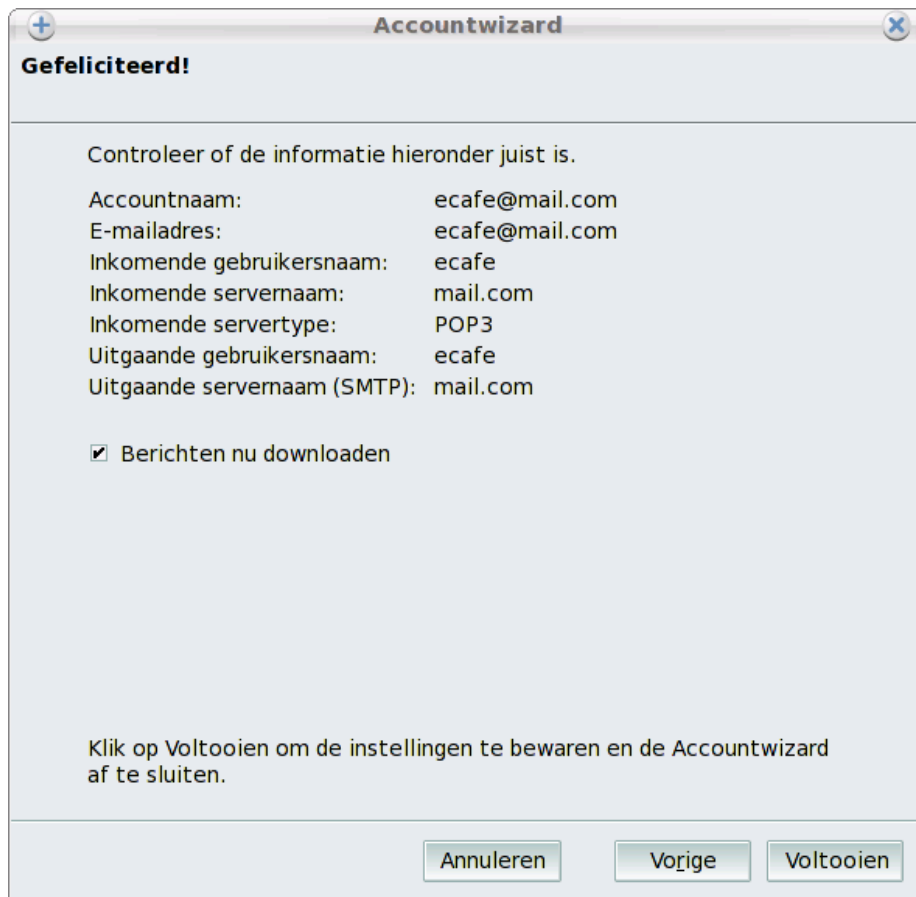 Accountwizard
Gefeliciteerd!
Controleer of de informatie hieronder juist is.
Accountnaam: ecafe@mail.com
E-mailadres: ecafe@mail.com
Inkomende gebruikersnaam: ecafe
Inkomende servernaam: mail.com
Inkomende servertype: POP3
Uitgaande gebruikersnaam: ecafe
Uitgaande servernaam (SMTP): mail.com
Berichten nu downloaden
Klik op Voltooien om de instellingen te bewaren en de Accountwizard
af te sluiten.
Annuleren Vorige Voltooien